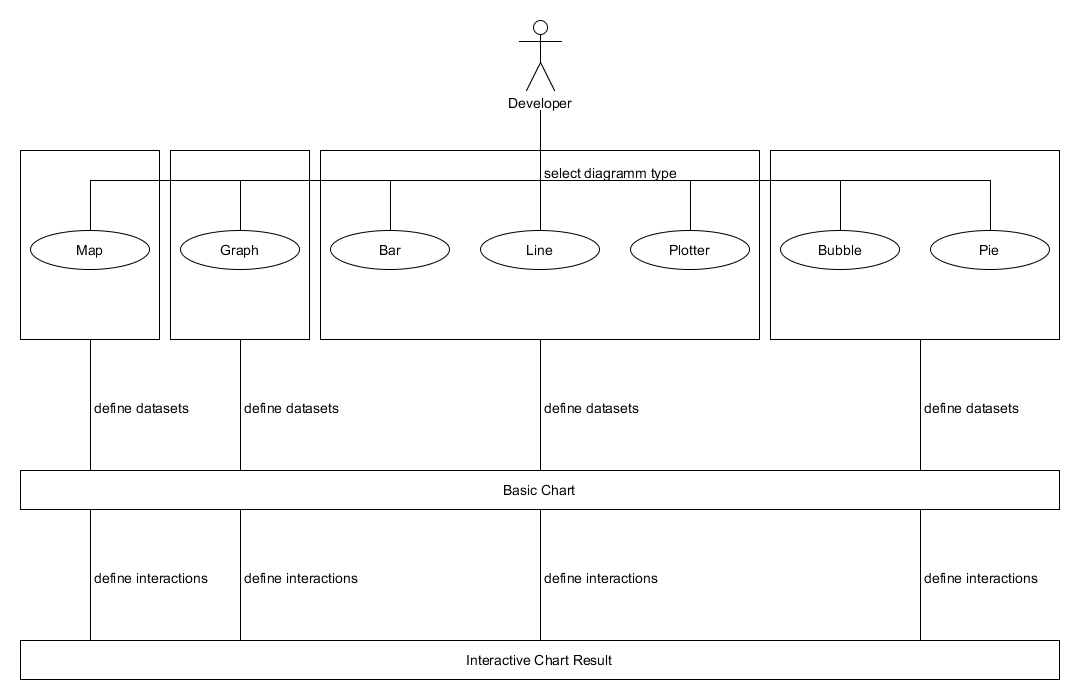 Developer
select diagramm type
Map
Graph
Bar
Line
Plotter
Bubble
Pie
define datasets
define datasets
define datasets
define datasets
Basic Chart
define interactions
define interactions
define interactions
define interactions
Interactive Chart Result